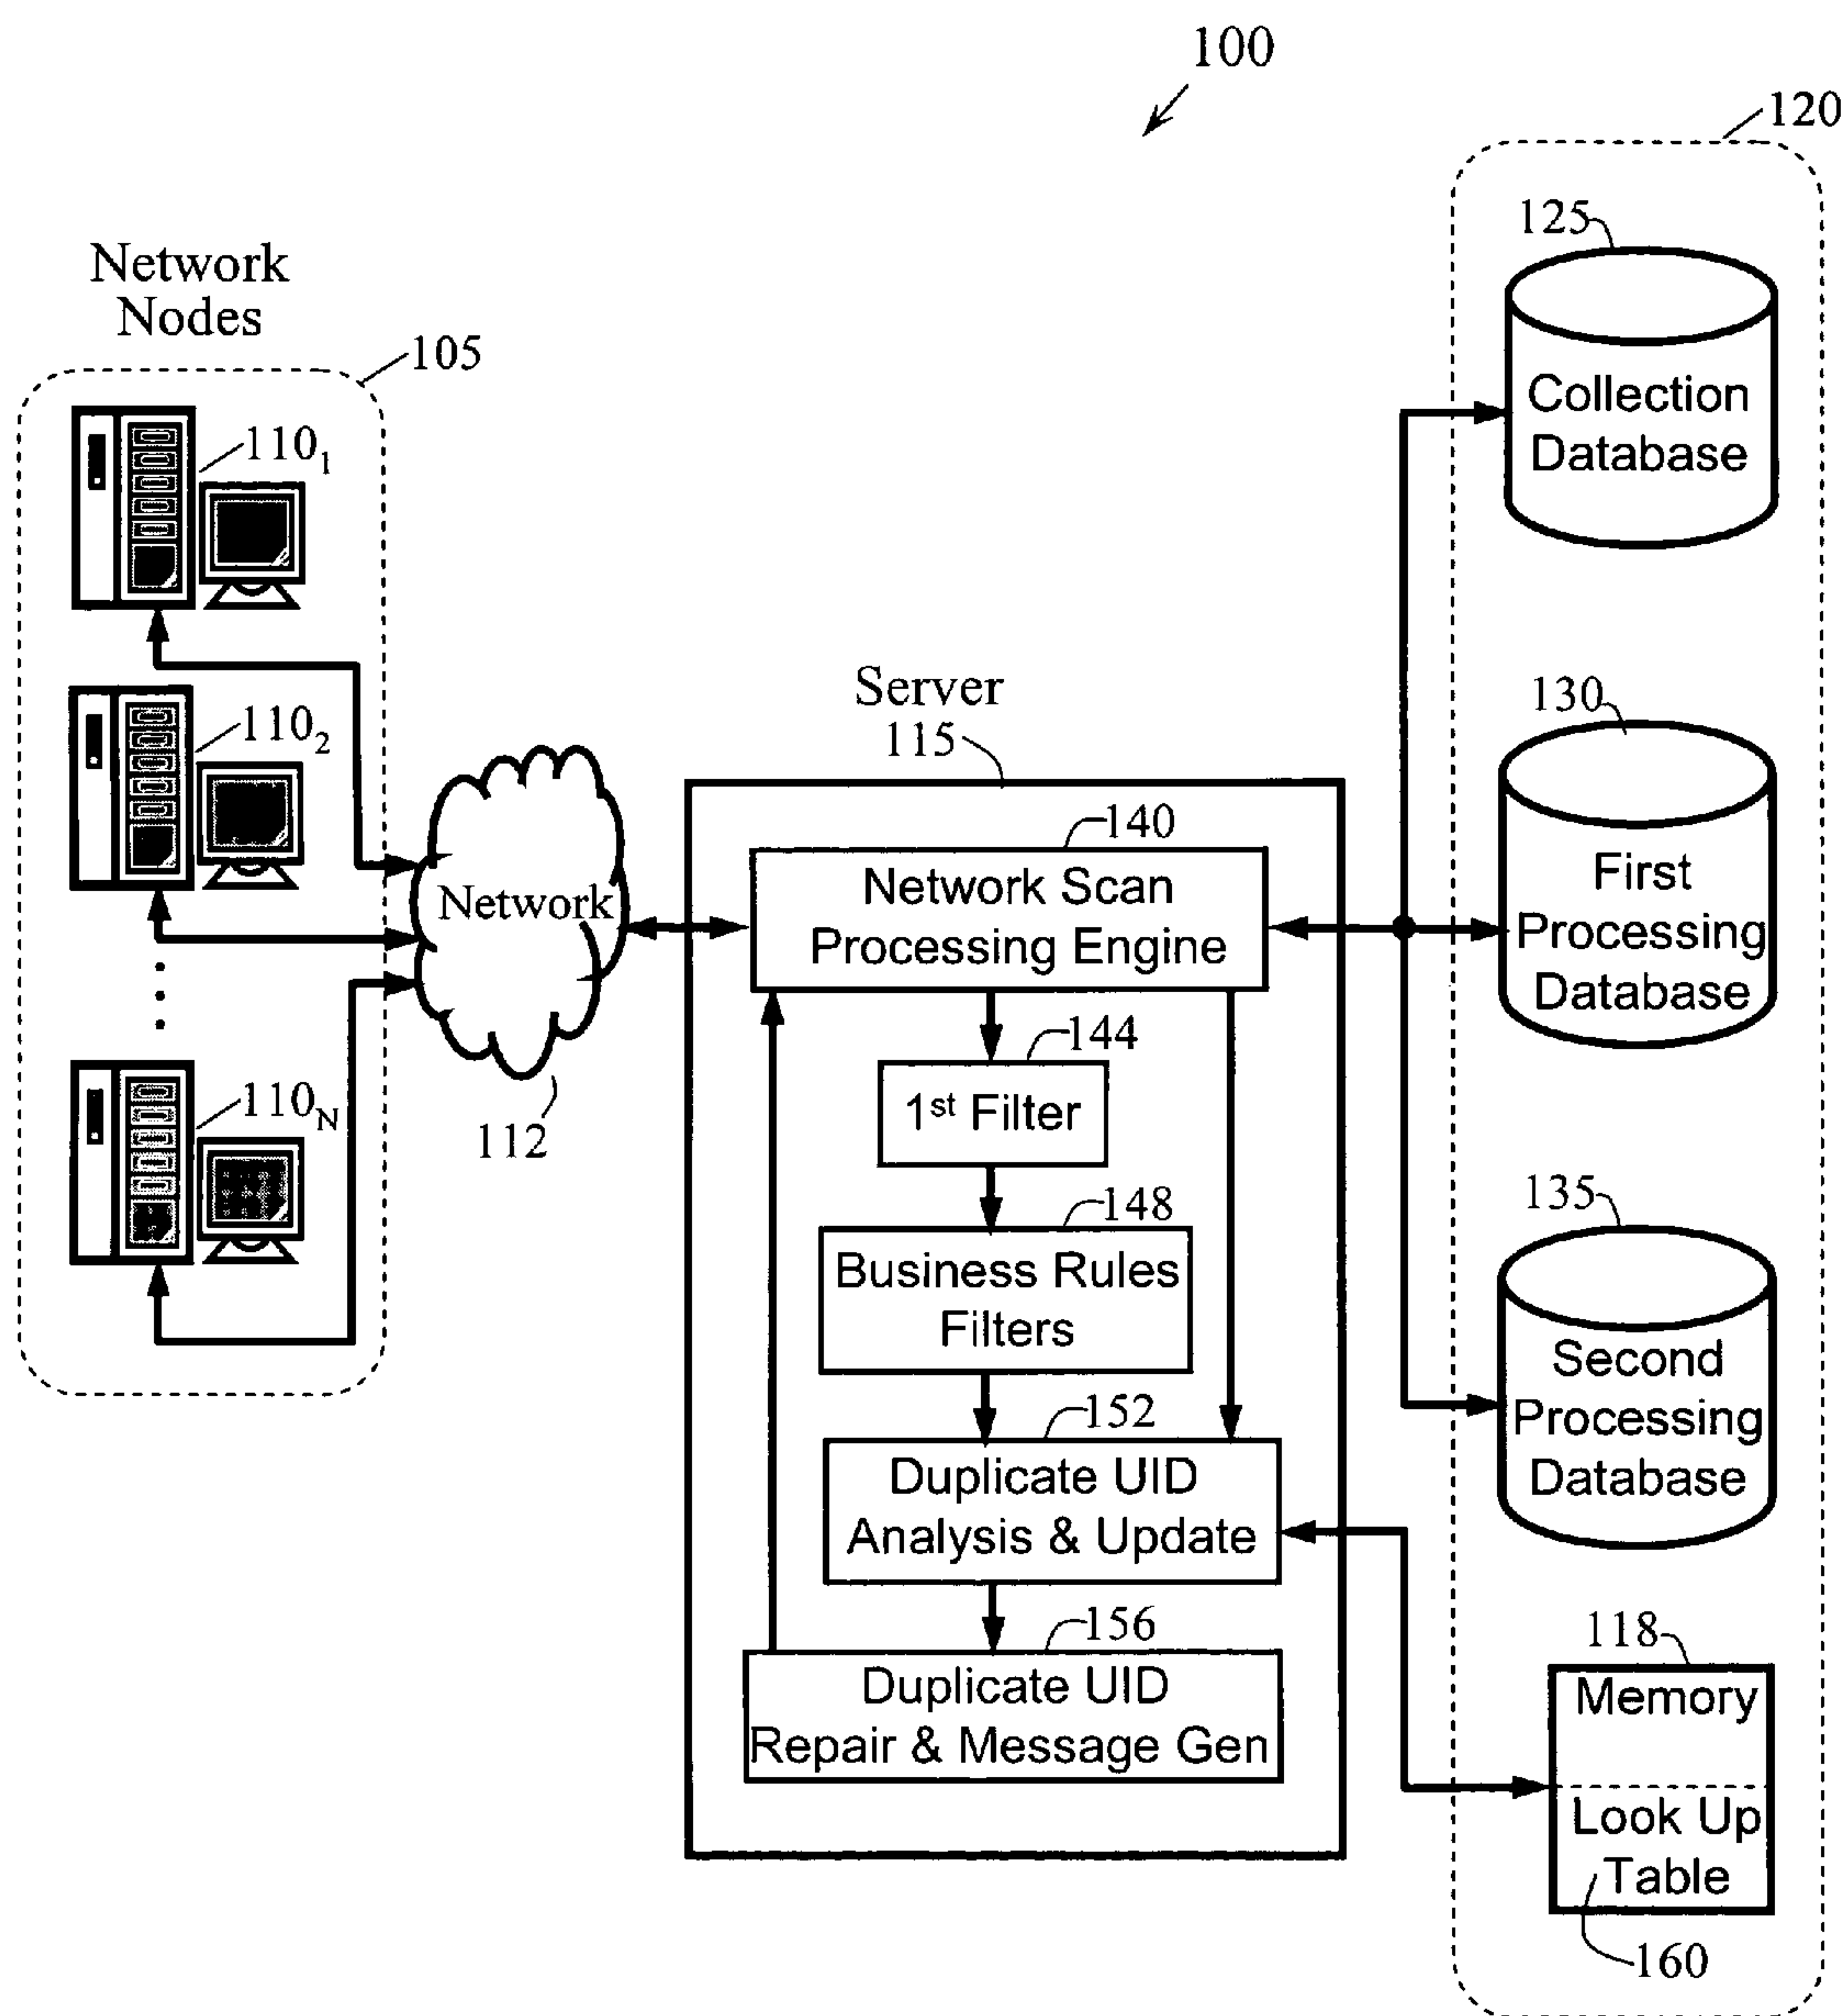 100
120
125
Collection
Database
Network
Nodes
105
110₁
110₂
110N
Network
112
Server
115
140
Network Scan
Processing Engine
144
1st Filter
148
Business Rules
Filters
152
Duplicate UID
Analysis & Update
156
Duplicate UID
Repair & Message Gen
130
First
Processing
Database
135
Second
Processing
Database
118
Memory
Look Up
Table
160